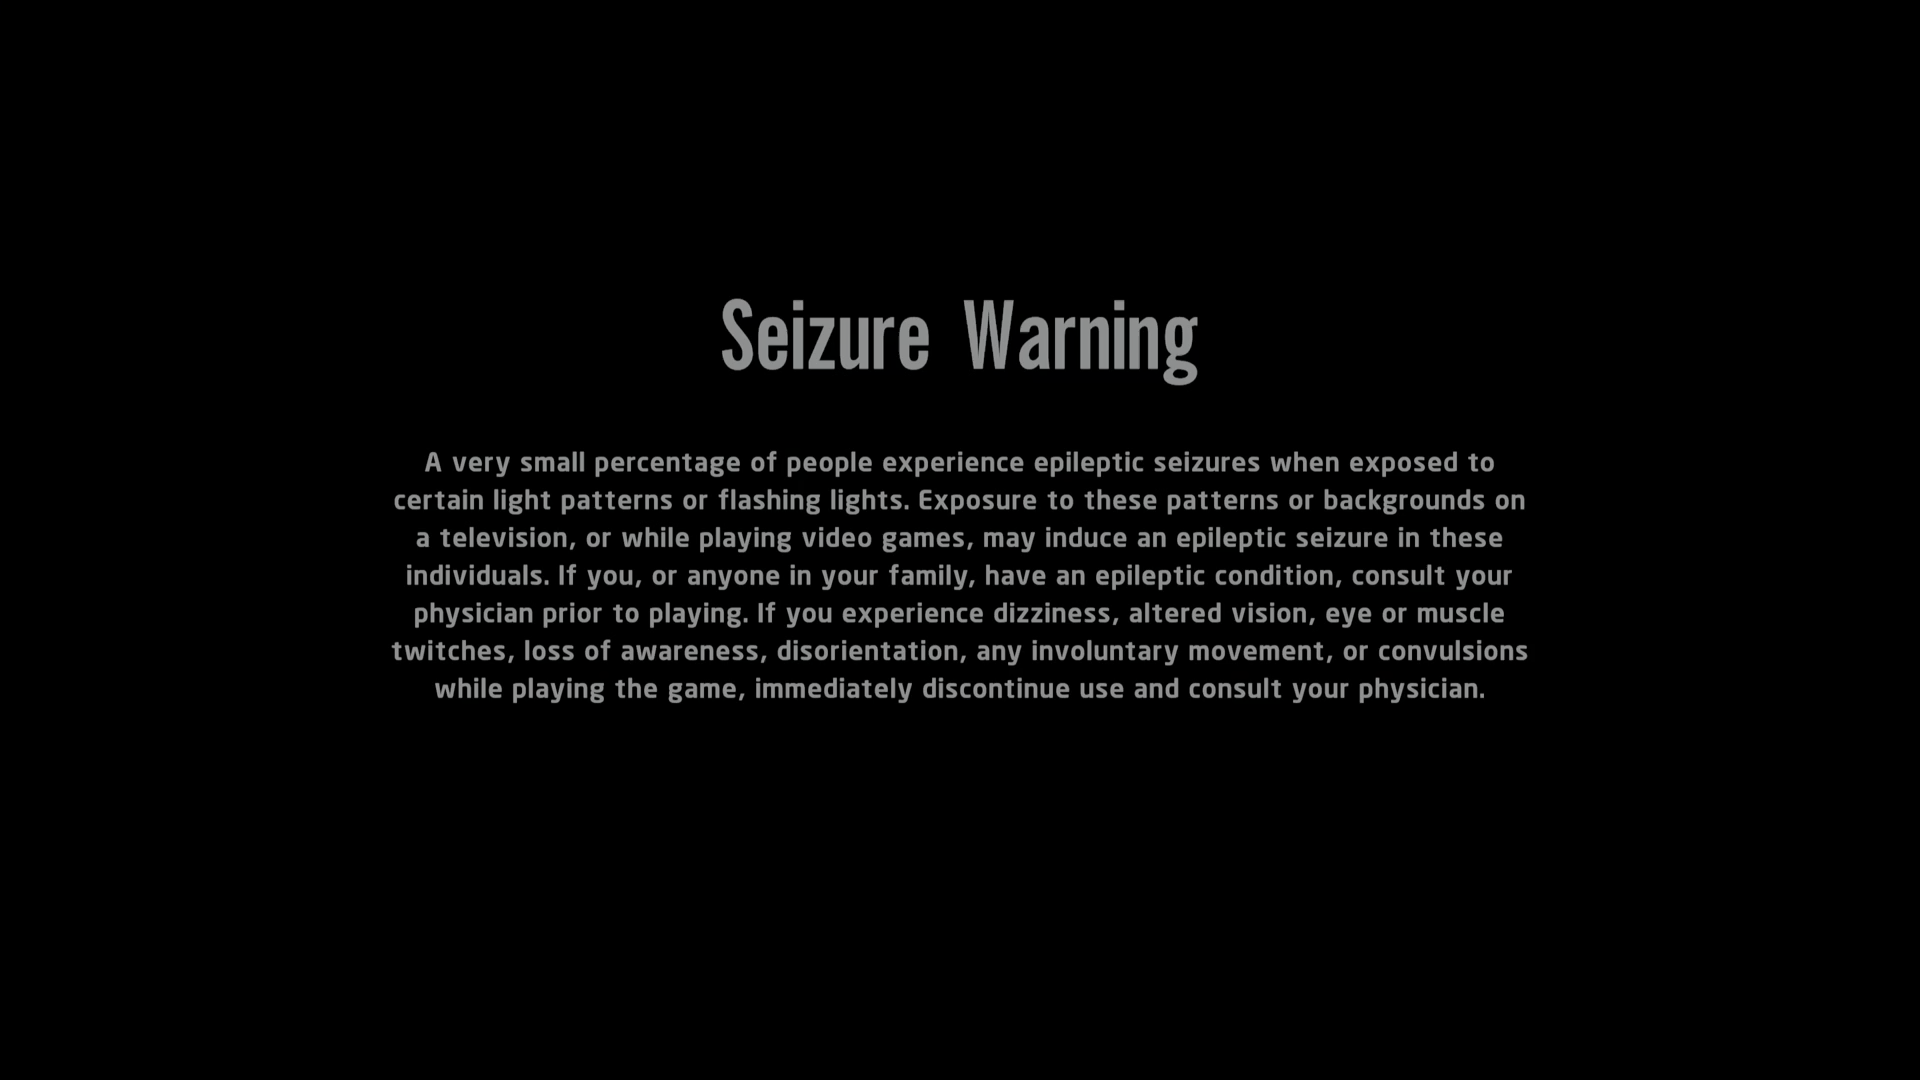 Seizure Warning
A very small percentage of people experience epileptic seizures when exposed to
certain light patterns or flashing lights. Exposure to these patterns or backgrounds on
a television, or while playing video games, may induce an epileptic seizure in these
individuals. If you, or anyone in your family, have an epileptic condition, consult your
physician prior to playing. If you experience dizziness, altered vision, eye or muscle
twitches, loss of awareness, disorientation, any involuntary movement, or convulsions
while playing the game, immediately discontinue use and consult your physician.